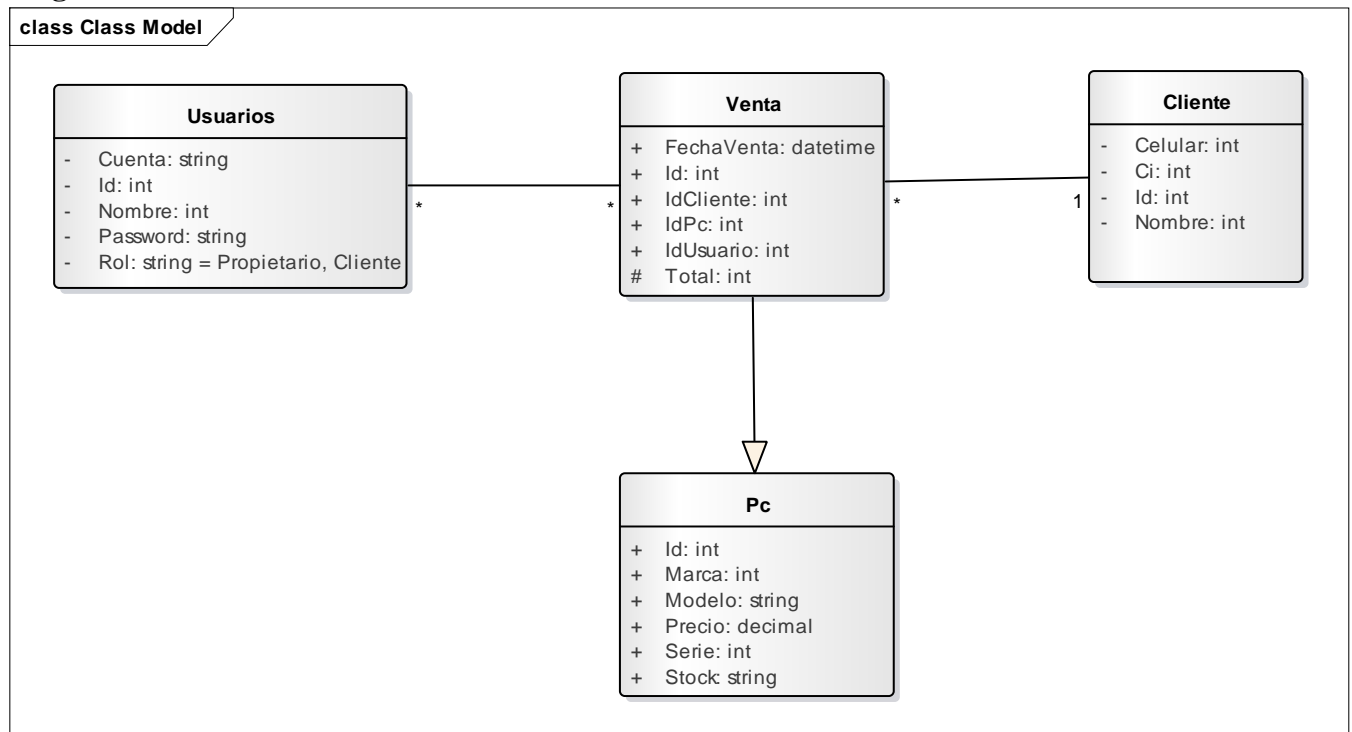 class Class Model
Usuarios
- Cuenta: string
- Id: int
- Nombre: int
- Password: string
- Rol: string = Propietario, Cliente
Venta
+ FechaVenta: datetime
+ Id: int
+ IdCliente: int
+ IdPc: int
+ IdUsuario: int
# Total: int
Cliente
- Celular: int
- Ci: int
- Id: int
- Nombre: int
* *
* 1
Pc
+ Id: int
+ Marca: int
+ Modelo: string
+ Precio: decimal
+ Serie: int
+ Stock: string